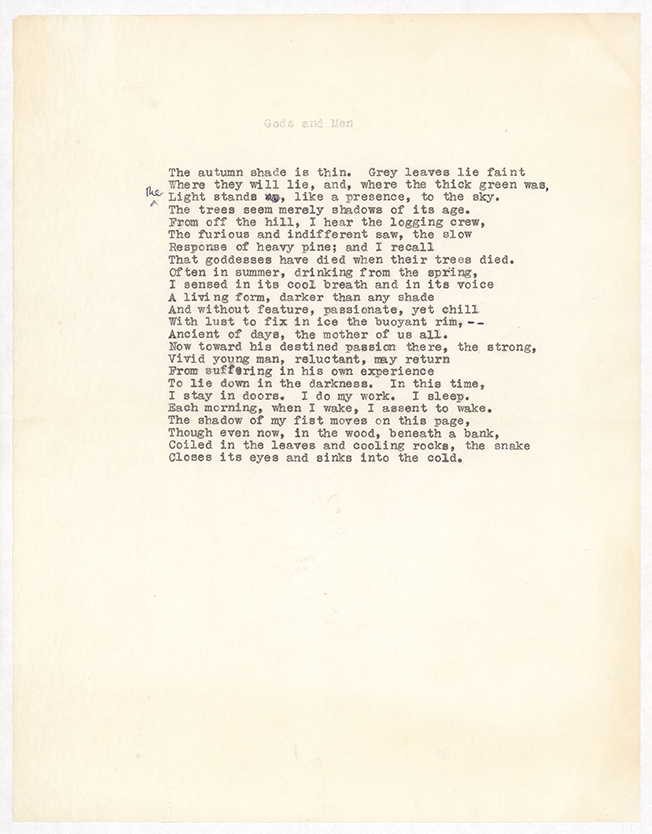 Gods and Men
The autumn shade is thin.  Grey leaves lie faint
Where they will lie, and, where the thick green was,
The
Light stands , like a presence, to the sky.
The trees seem merely shadows of its age.
From off the hill, I hear the logging crew,
The furious and indifferent saw, the slow
Response of heavy pine; and I recall
That goddesses have died when their trees died.
Often in summer, drinking from the spring,
I sensed in its cool breath and in its voice
A living form, darker than any shade
And without feature, passionate, yet chill
With lust to fix in ice the buoyant rim,--
Ancient of days, the mother of us all.
Now toward his destined passion there, the strong,
Vivid young man, reluctant, may return
From suffering in his own experience
To lie down in the darkness.  In this time,
I stay in doors.  I do my work.  I sleep.
Each morning, when I wake, I assent to wake.
The shadow of my fist moves on this page,
Though even now, in the wood, beneath a bank,
Coiled in the leaves and cooling rocks, the snake
Closes its eyes and sinks into the cold.